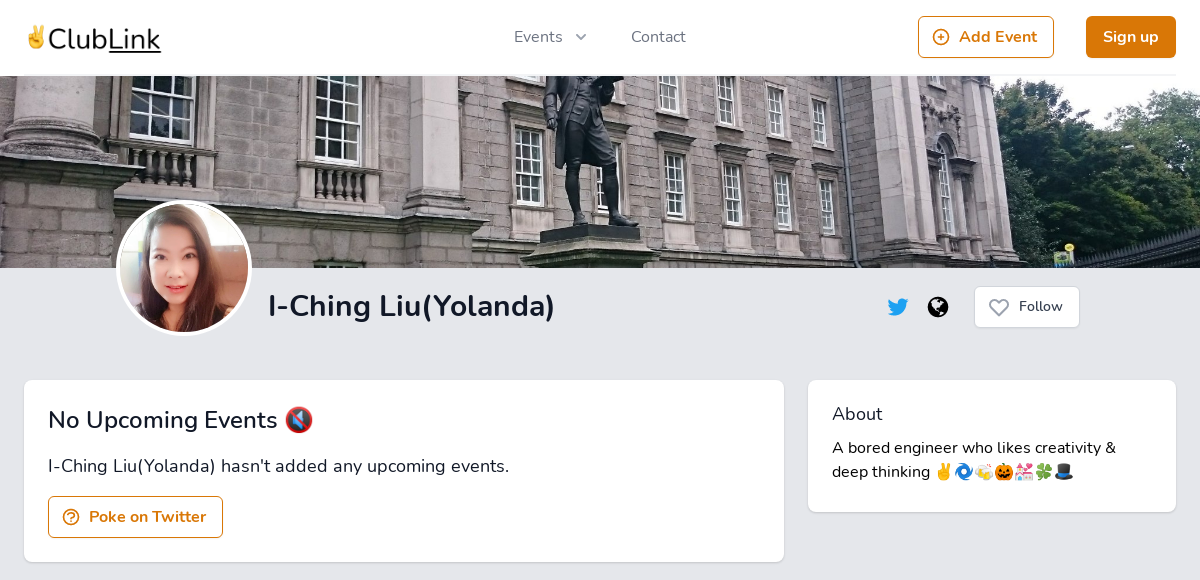 ✌️ClubLink
Events
Contact
Add Event
Sign up
I-Ching Liu(Yolanda)
Follow
No Upcoming Events 🔇
I-Ching Liu(Yolanda) hasn't added any upcoming events.
Poke on Twitter
About
A bored engineer who likes creativity &
deep thinking ✌️🌀🍻🎃💒🍀🎩